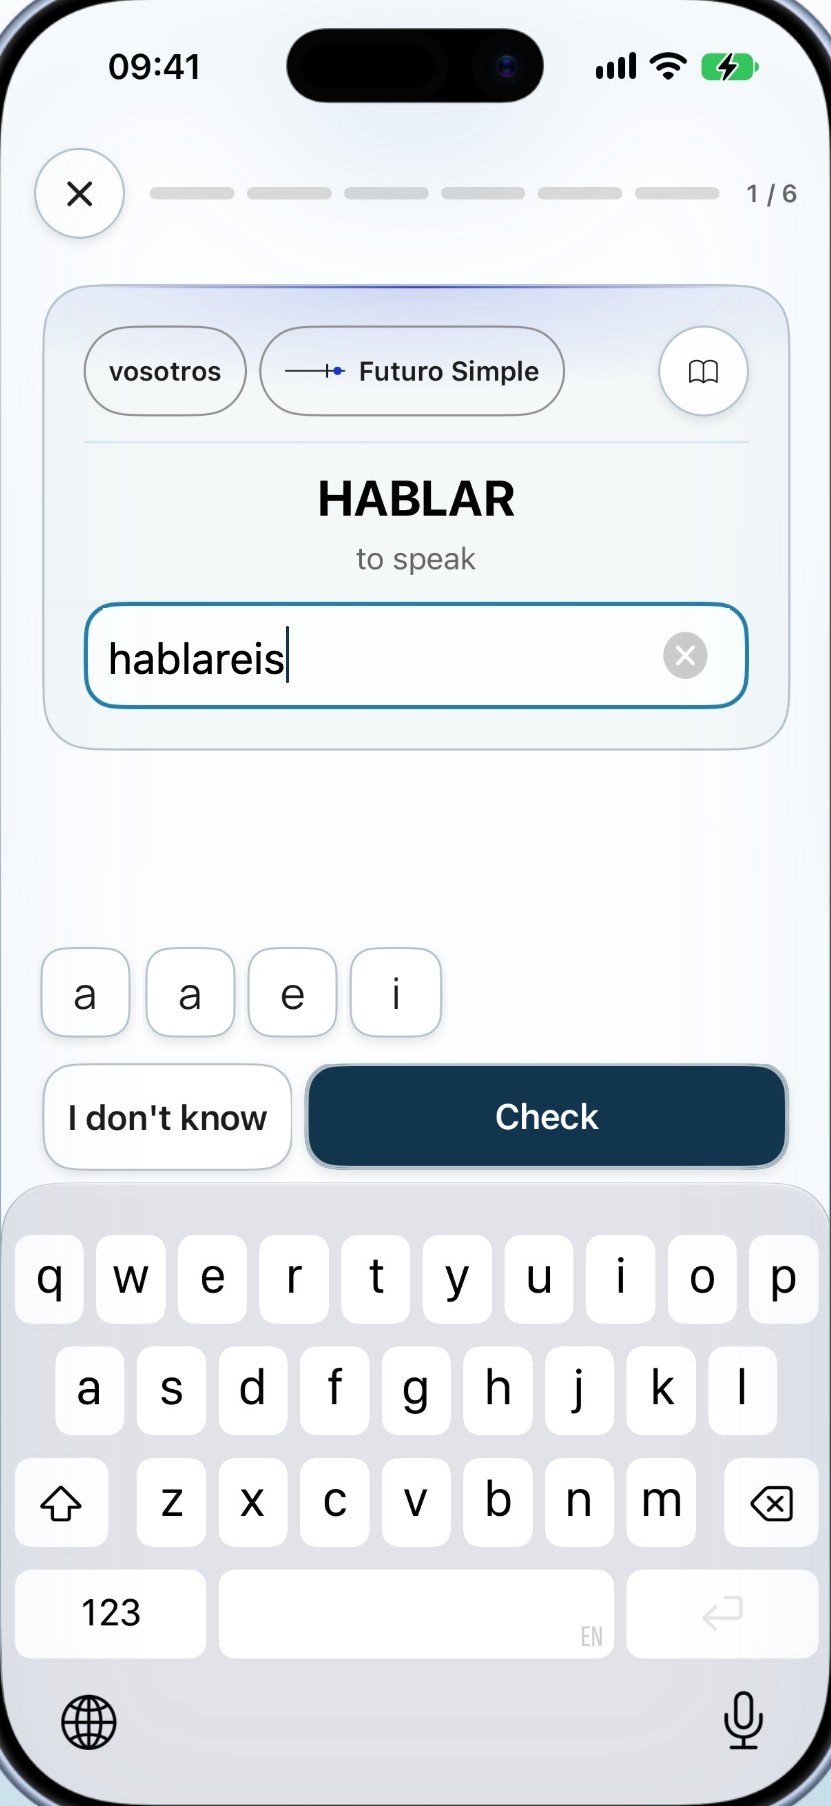 09:41
1 / 6
vosotros
Futuro Simple
HABLAR
to speak
hablareis
a a e i
I don't know
Check
q w e r t y u i o p
a s d f g h j k l
z x c v b n m
123
EN